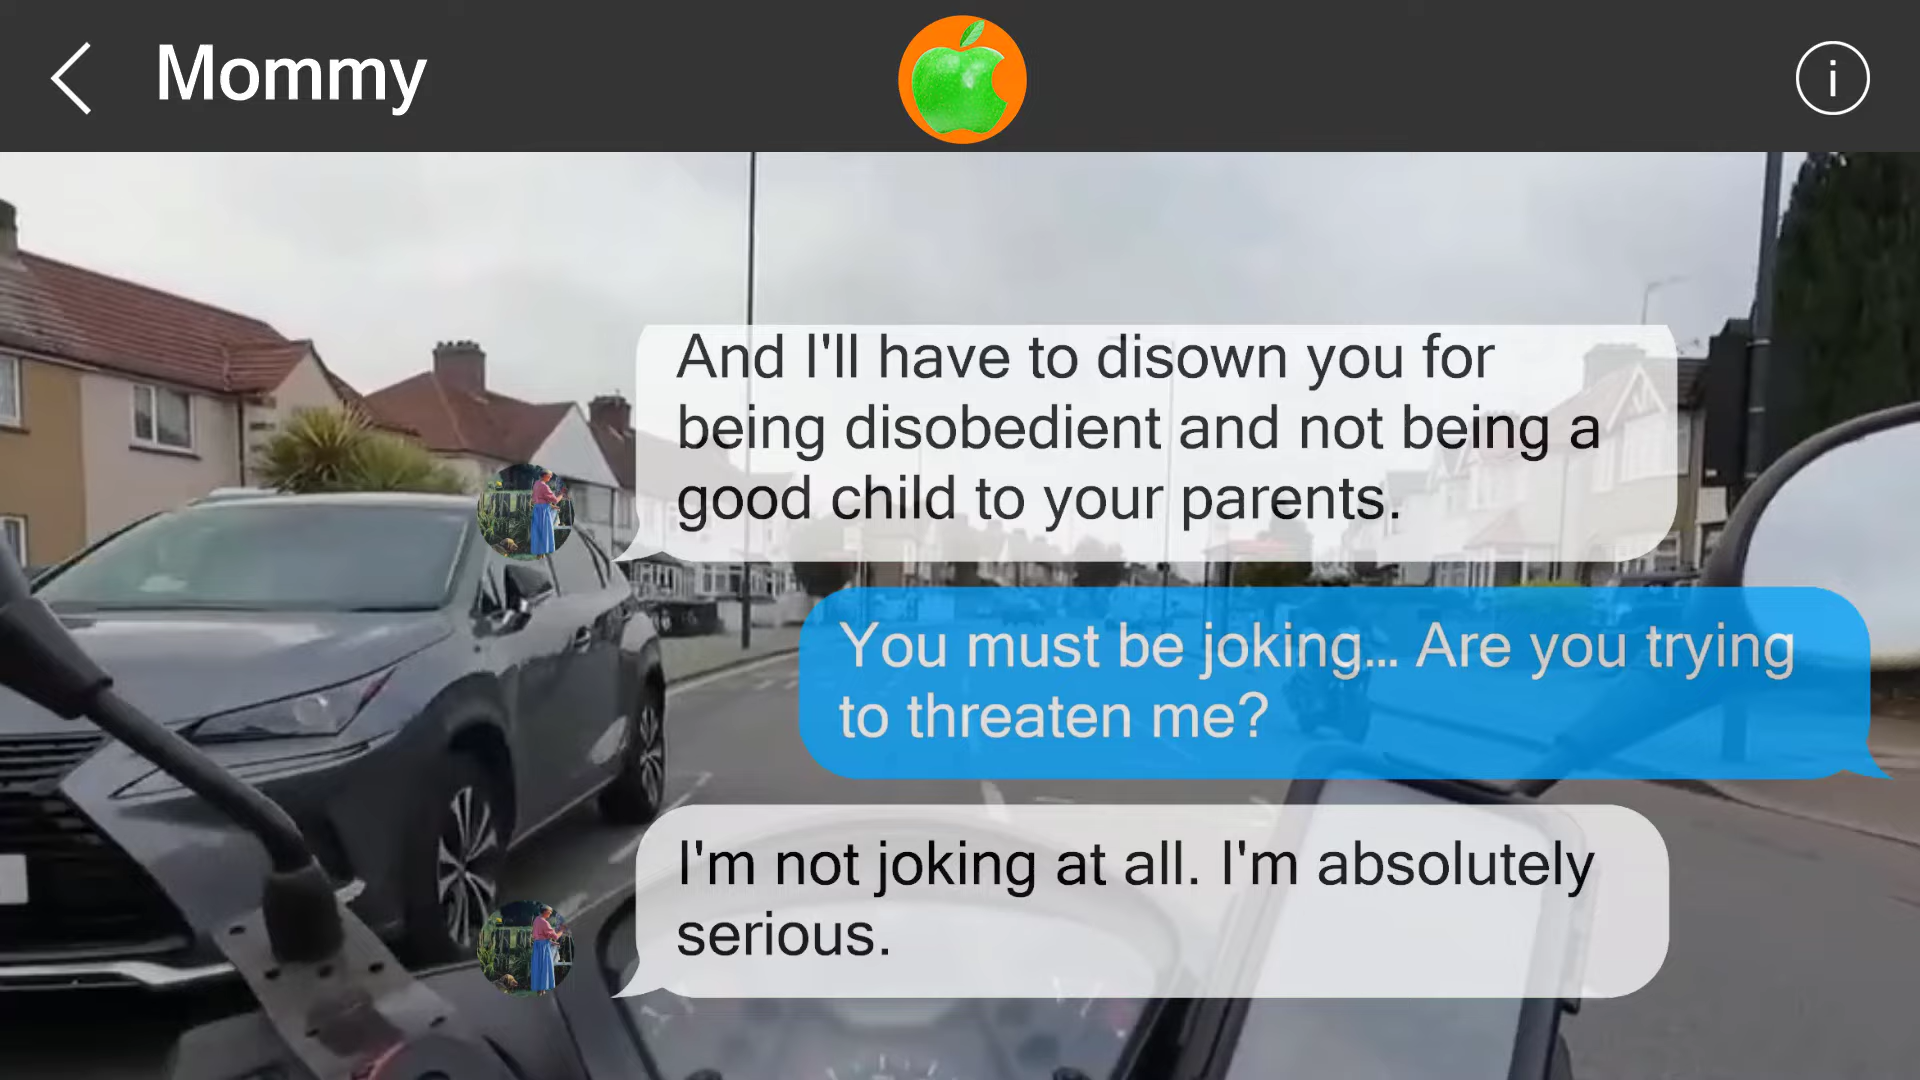 Mommy
And I'll have to disown you for
being disobedient and not being a
good child to your parents.
You must be joking... Are you trying
to threaten me?
I'm not joking at all. I'm absolutely
serious.